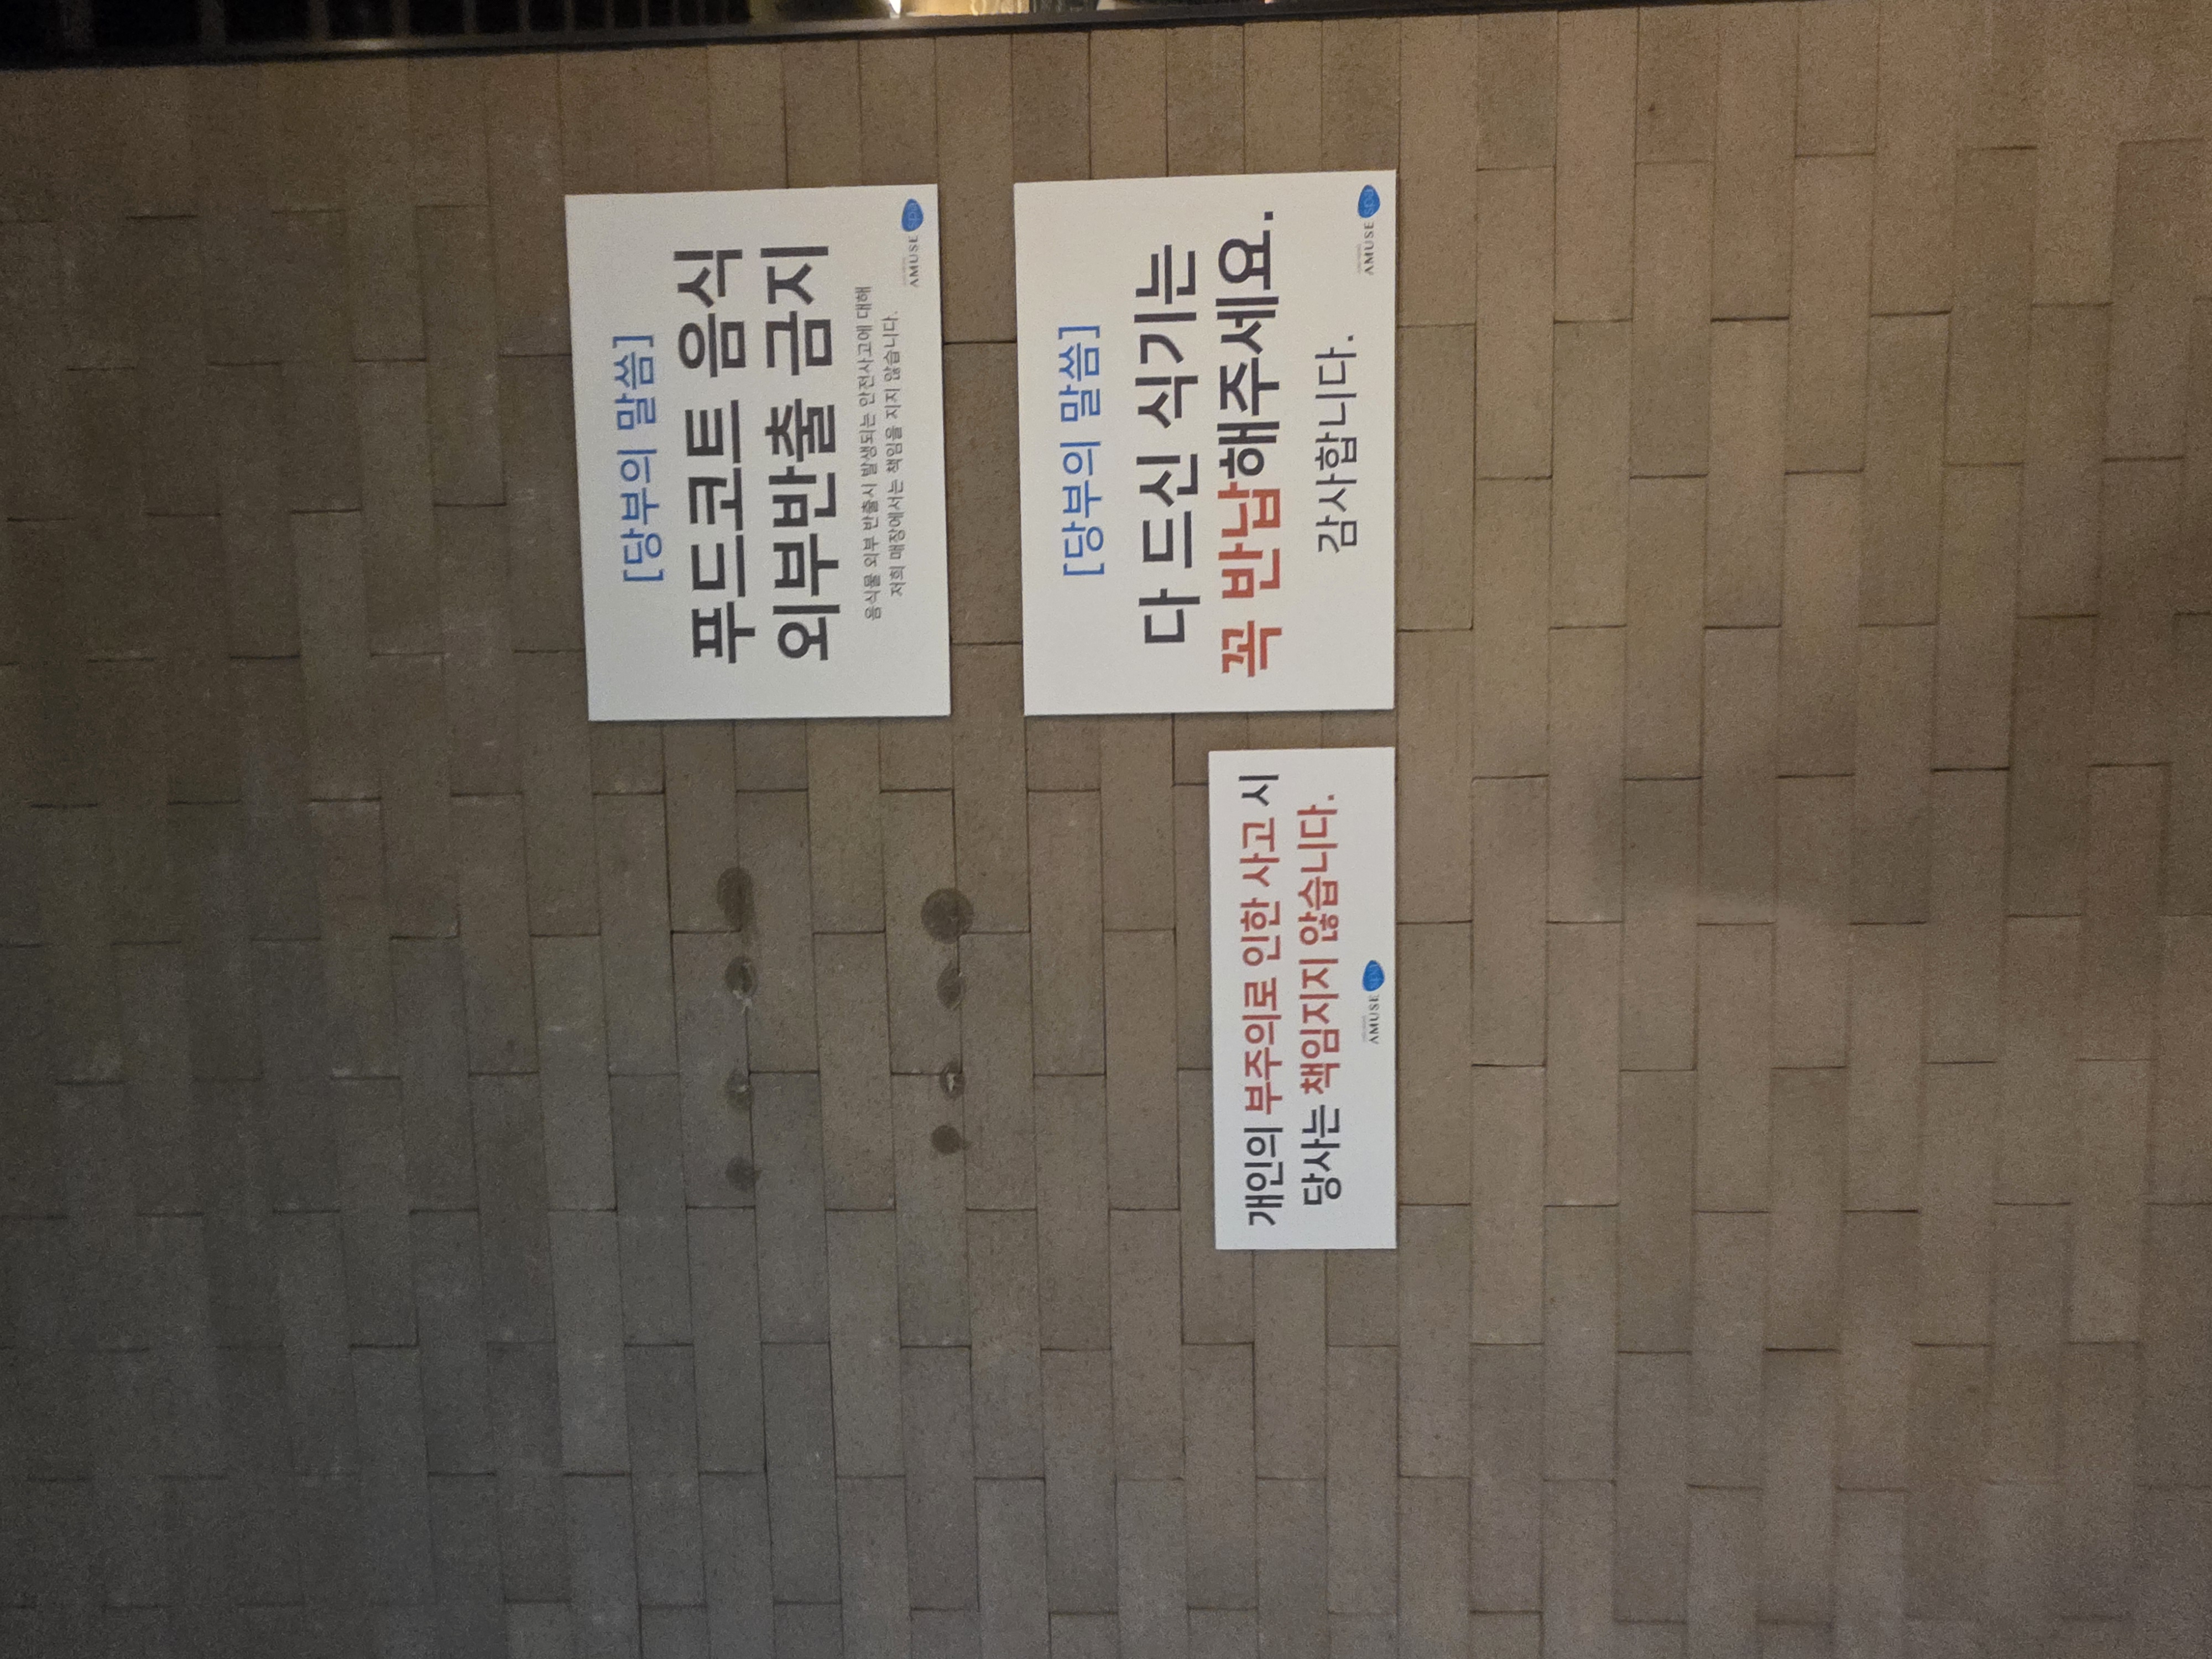 [당부의 말씀]
푸드코트 음식
외부반출 금지
음식물 외부 반출시 발생되는 안전사고에 대해
저희 매장에서는 책임을 지지 않습니다.
AMUSE spa
[당부의 말씀]
다 드신 식기는
꼭 반납해주세요.
감사합니다.
AMUSE spa
개인의 부주의로 인한 사고 시
당사는 책임지지 않습니다.
AMUSE spa